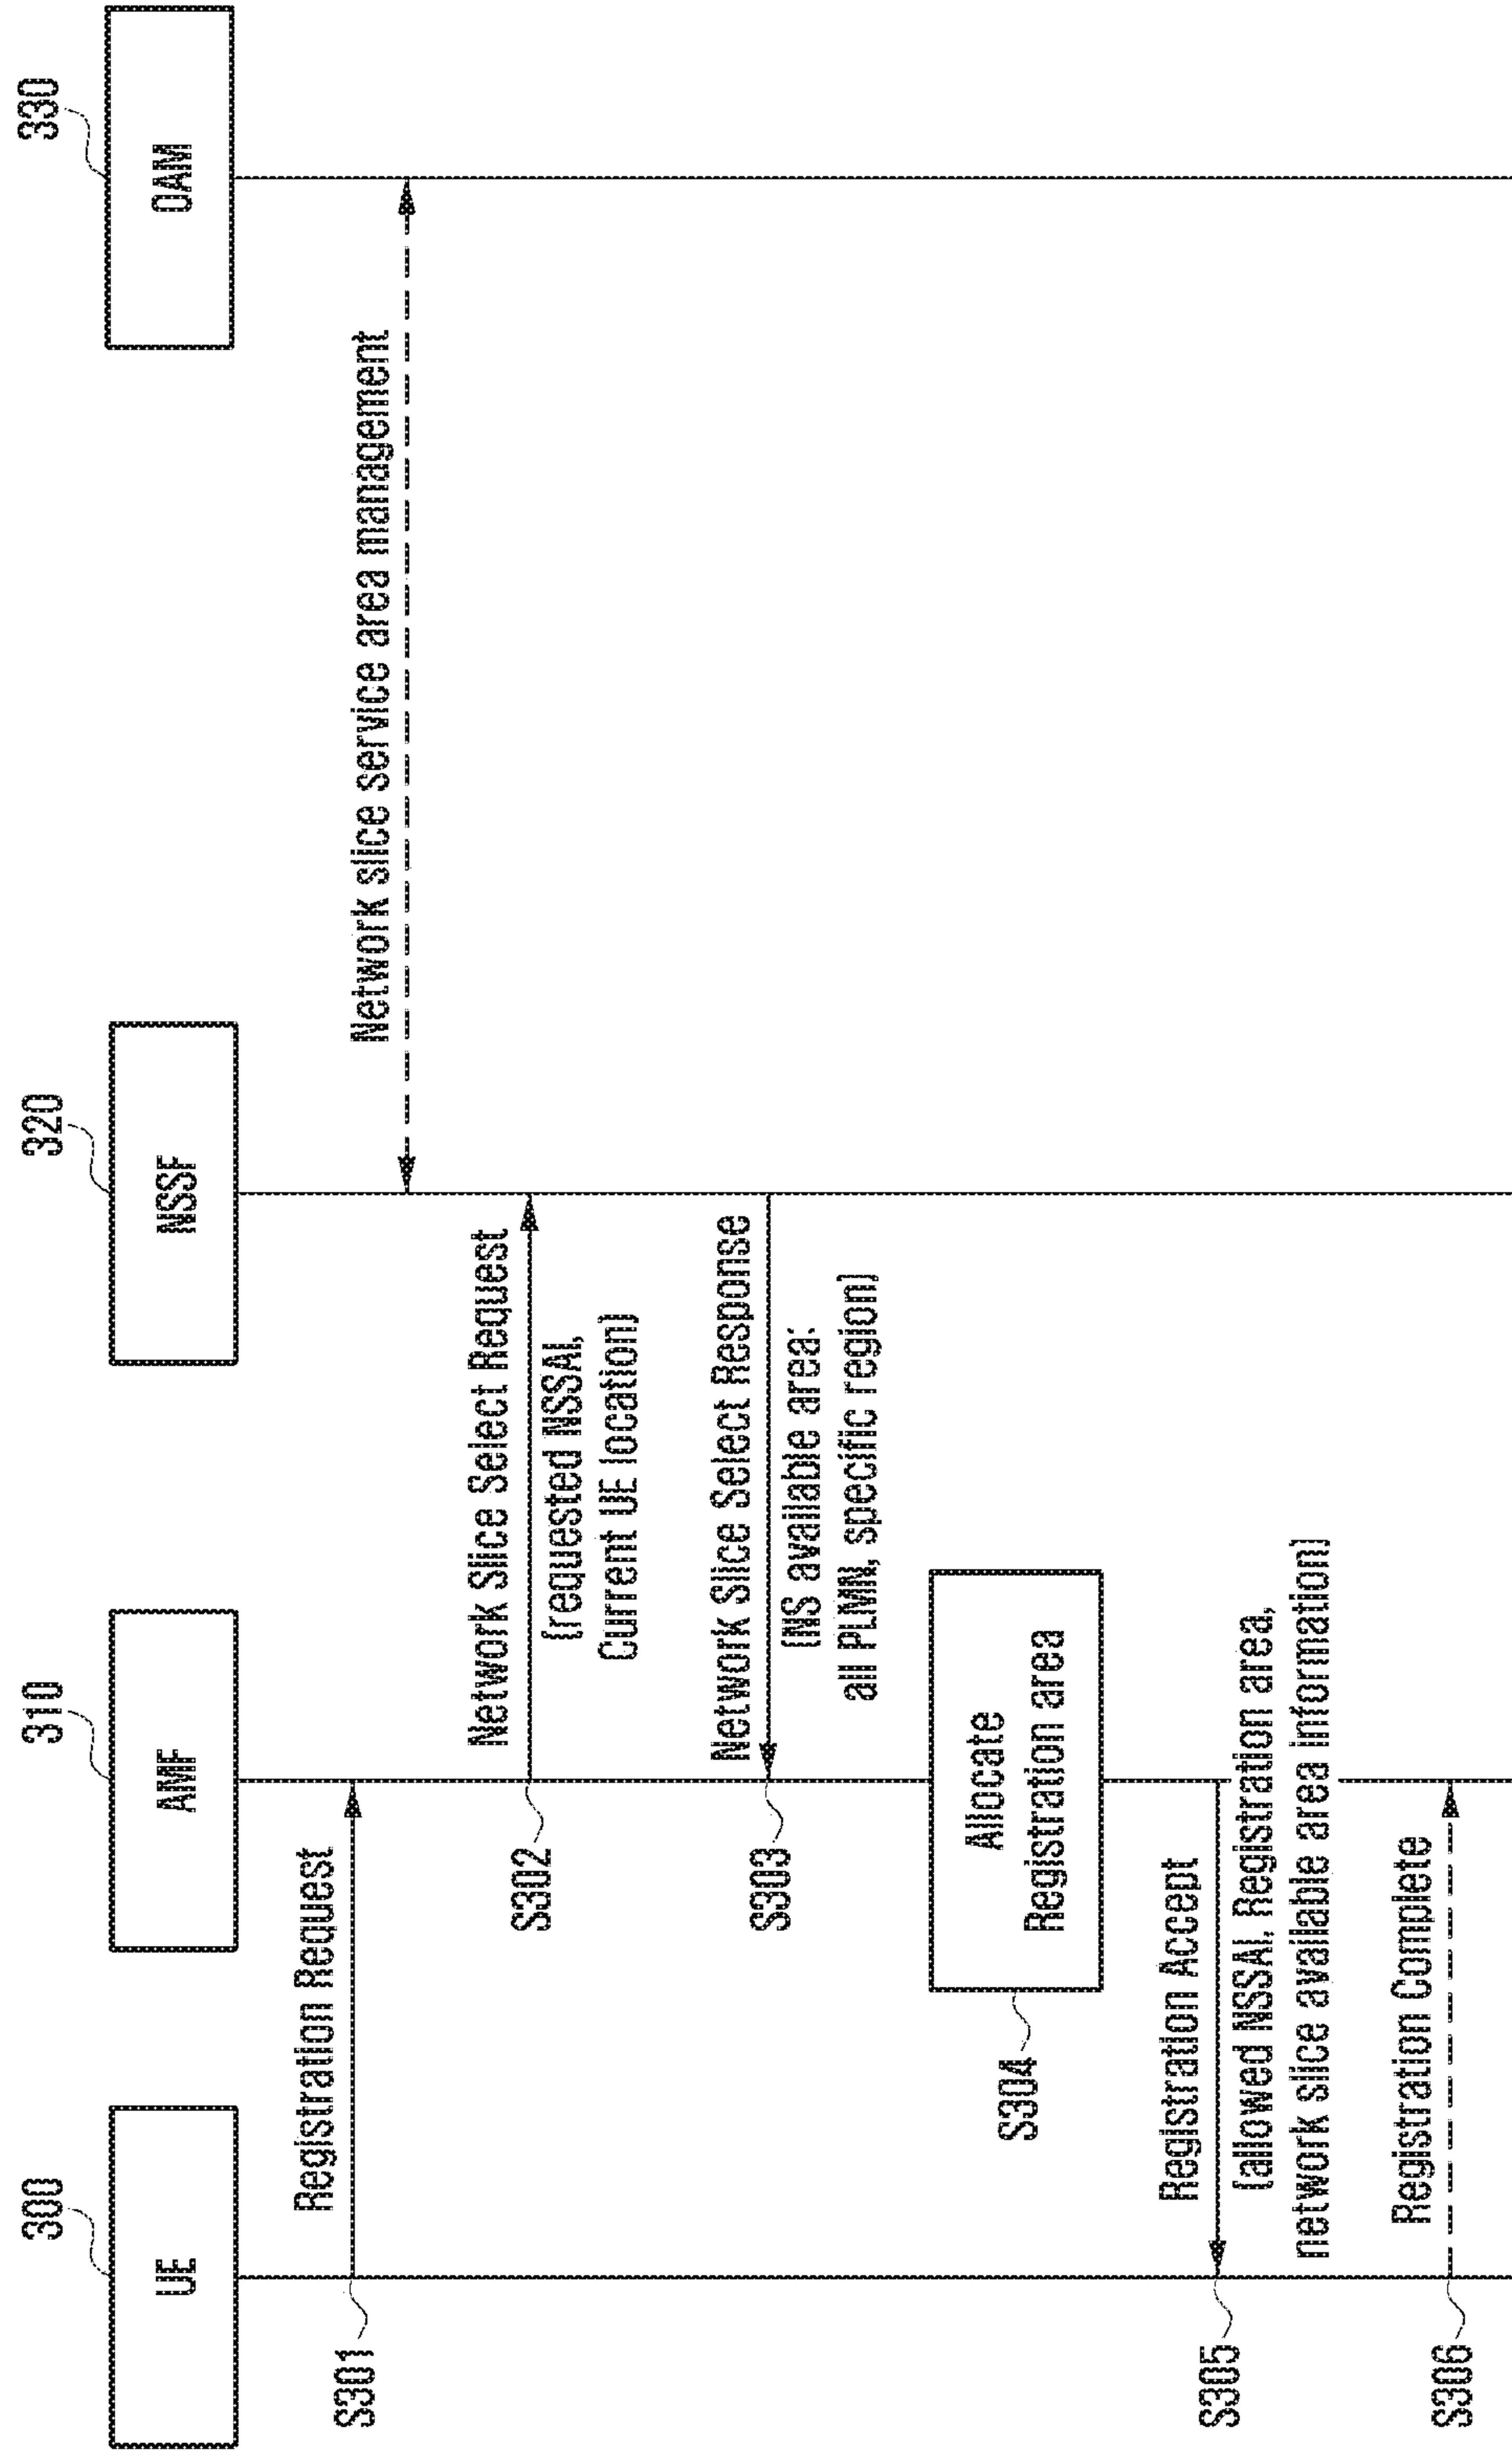 300
310
320
330
UE
AMF
NSSF
OAM
Network slice service area management
Registration Request
S301
Network Slice Select Request
(requested NSSAI,
Current UE location)
S302
Network Slice Select Response
(NS available area:
all PLMN, specific region)
S303
Allocate
Registration area
S304
Registration Accept
(allowed NSSAI, Registration area,
network slice available area information)
S305
Registration Complete
S306